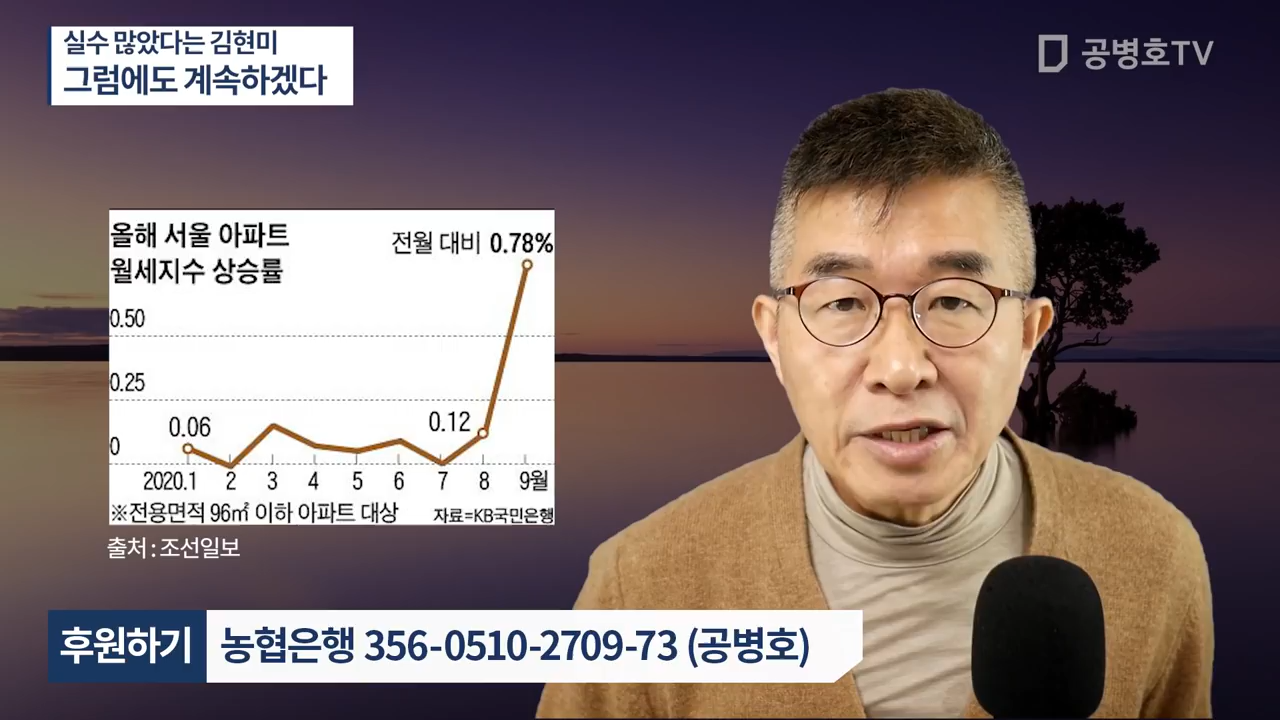 실수 많았다는 김현미
그럼에도 계속하겠다
공병호TV
올해 서울 아파트
월세지수 상승률
전월 대비 0.78%
0.50
0.25
0.12
0.06
0
2020.1 2 3 4 5 6 7 8 9월
※전용면적 96㎡ 이하 아파트 대상 자료=KB국민은행
출처 : 조선일보
후원하기 농협은행 356-0510-2709-73 (공병호)